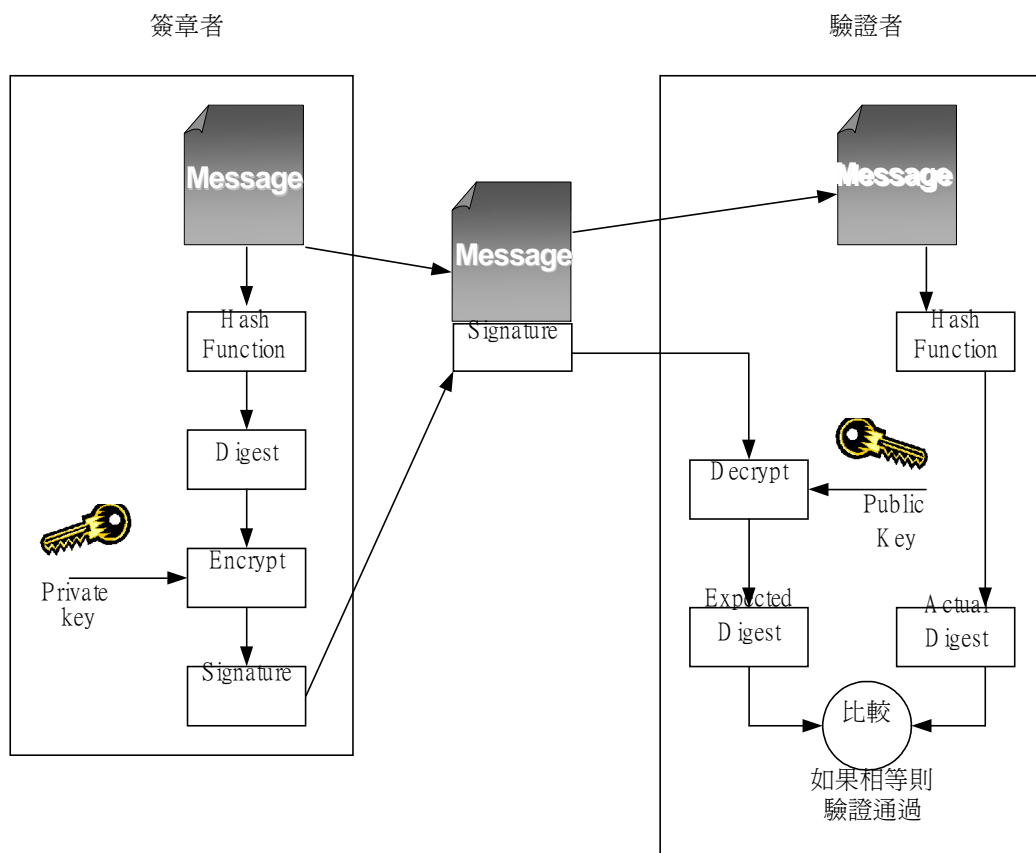 簽章者
Message
Hash
Function
Digest
Private
key
Encrypt
Signature
Message
Signature
驗證者
Message
Hash
Function
Decrypt
Public
Key
Expected
Digest
Actual
Digest
比較
如果相等則
驗證通過